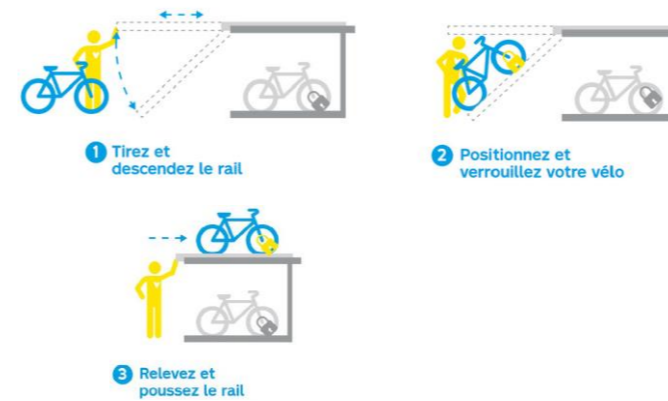 1 Tirez et
descendez le rail
2 Positionnez et
verrouillez votre vélo
3 Relevez et
poussez le rail